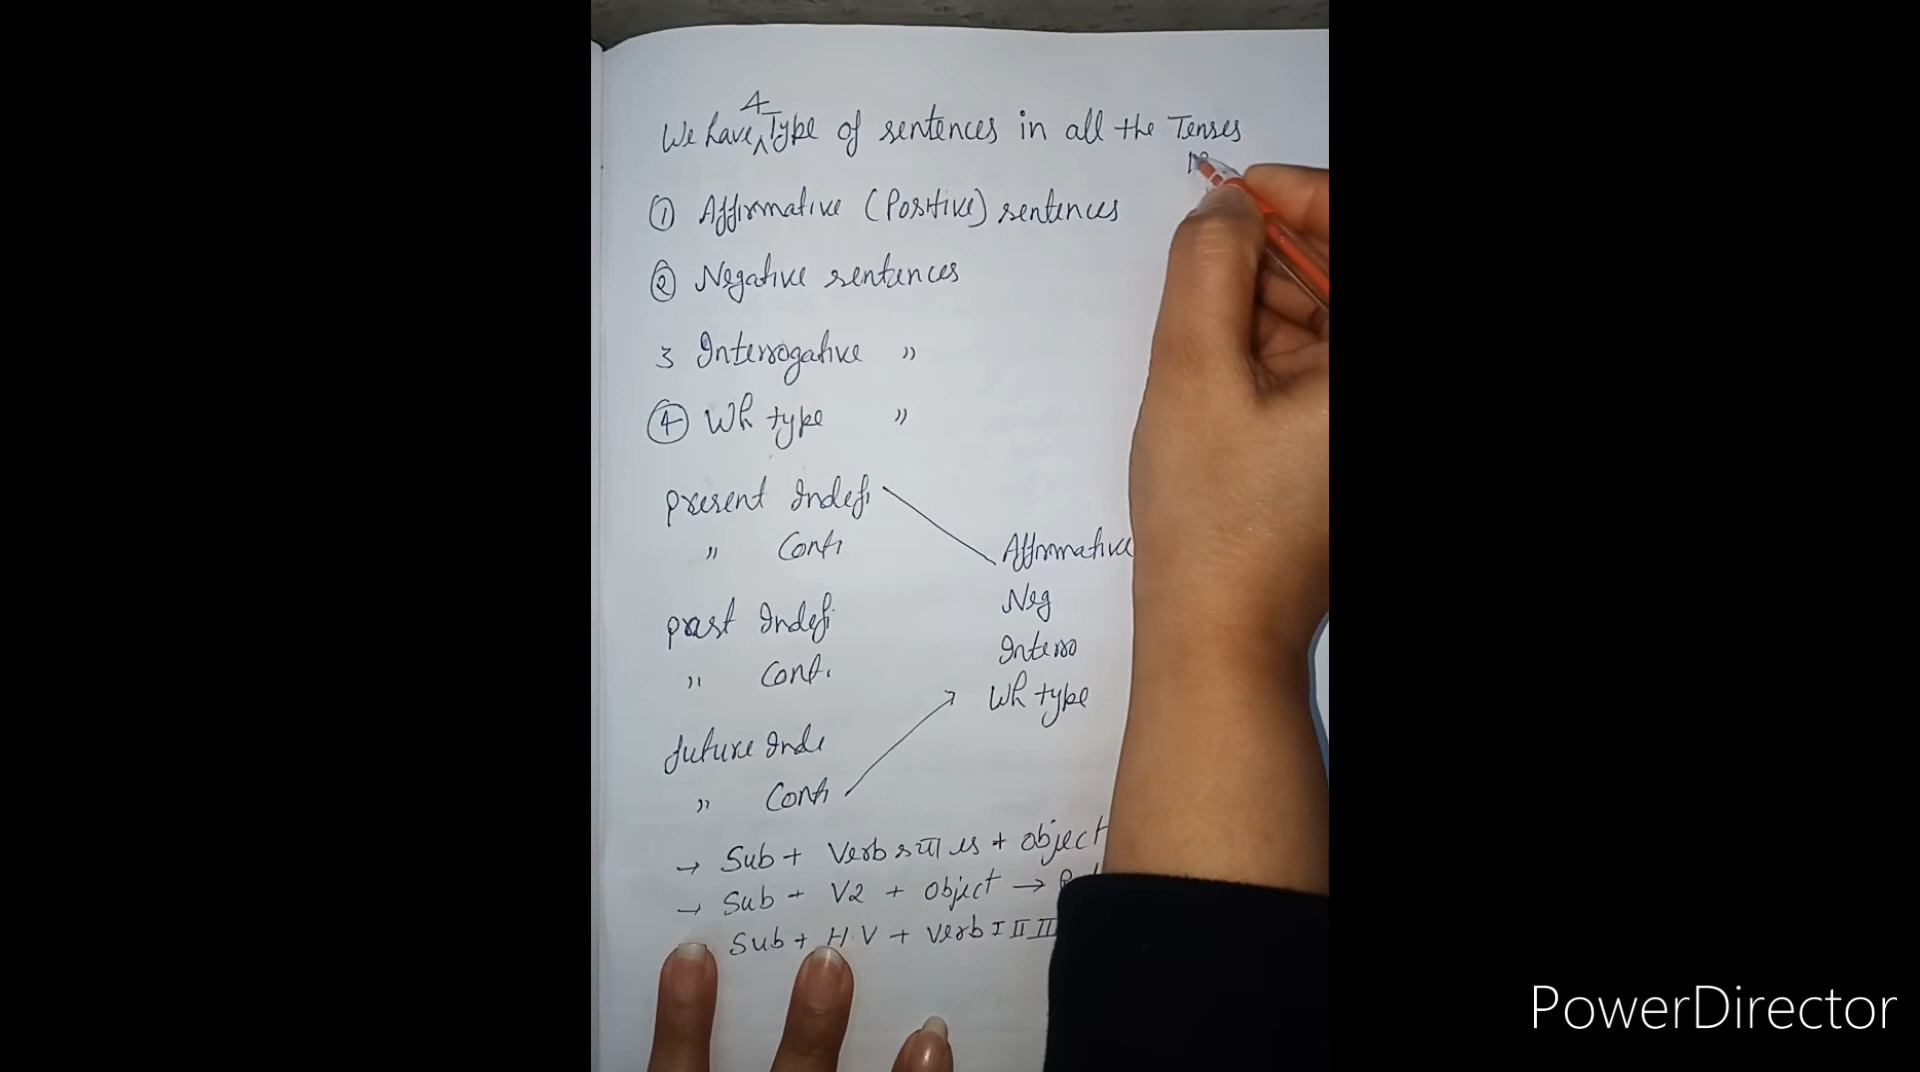 We have 4 Type of sentences in all the Tenses
① Affirmative (Positive) sentences
② Negative sentences
3 Interrogative "
④ Wh type "
present Indefi
" Conti
past Indefi
" Conti.
future Inde
" Conti
Affirmative
Neg
Interro
Wh type
→ Sub + Verb s es + object
→ Sub + V2 + object →
Sub + H.V + verb I II III
PowerDirector